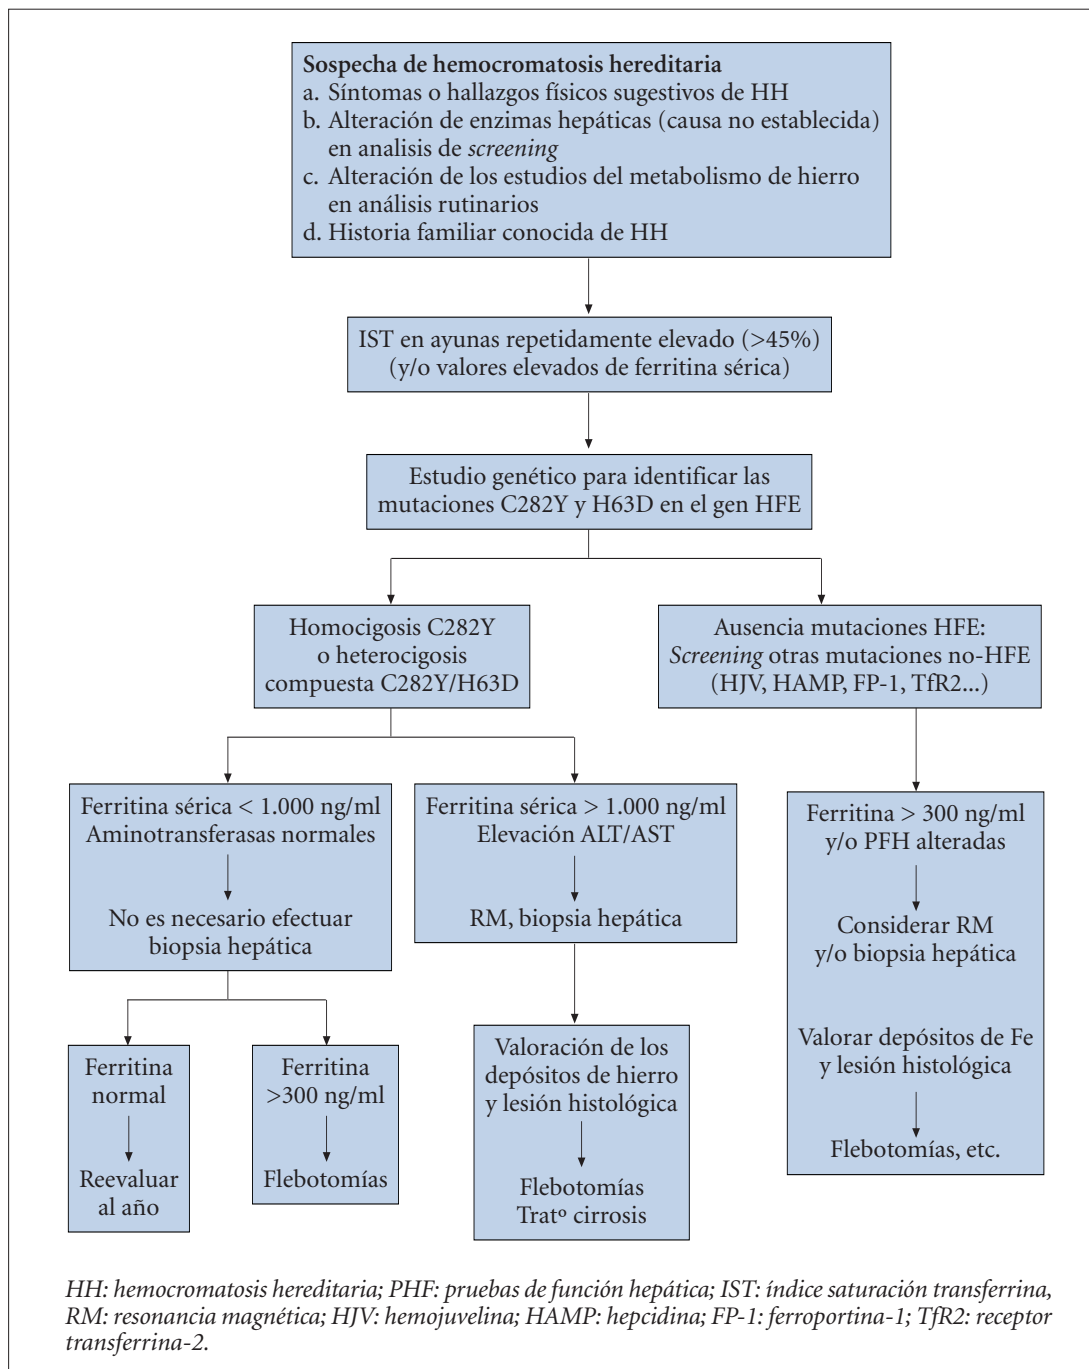 Sospecha de hemocromatosis hereditaria
a. Síntomas o hallazgos físicos sugestivos de HH
b. Alteración de enzimas hepáticas (causa no establecida)
en analisis de screening
c. Alteración de los estudios del metabolismo de hierro
en análisis rutinarios
d. Historia familiar conocida de HH
IST en ayunas repetidamente elevado (>45%)
(y/o valores elevados de ferritina sérica)
Estudio genético para identificar las
mutaciones C282Y y H63D en el gen HFE
Homocigosis C282Y
o heterocigosis
compuesta C282Y/H63D
Ausencia mutaciones HFE:
Screening otras mutaciones no-HFE
(HJV, HAMP, FP-1, TfR2...)
Ferritina sérica < 1.000 ng/ml
Aminotransferasas normales
No es necesario efectuar
biopsia hepática
Ferritina sérica > 1.000 ng/ml
Elevación ALT/AST
RM, biopsia hepática
Ferritina > 300 ng/ml
y/o PFH alteradas
Considerar RM
y/o biopsia hepática
Valorar depósitos de Fe
y lesión histológica
Flebotomías, etc.
Ferritina
normal
Reevaluar
al año
Ferritina
>300 ng/ml
Flebotomías
Valoración de los
depósitos de hierro
y lesión histológica
Flebotomías
Tratº cirrosis
HH: hemocromatosis hereditaria; PHF: pruebas de función hepática; IST: índice saturación transferrina,
RM: resonancia magnética; HJV: hemojuvelina; HAMP: hepcidina; FP-1: ferroportina-1; TfR2: receptor
transferrina-2.